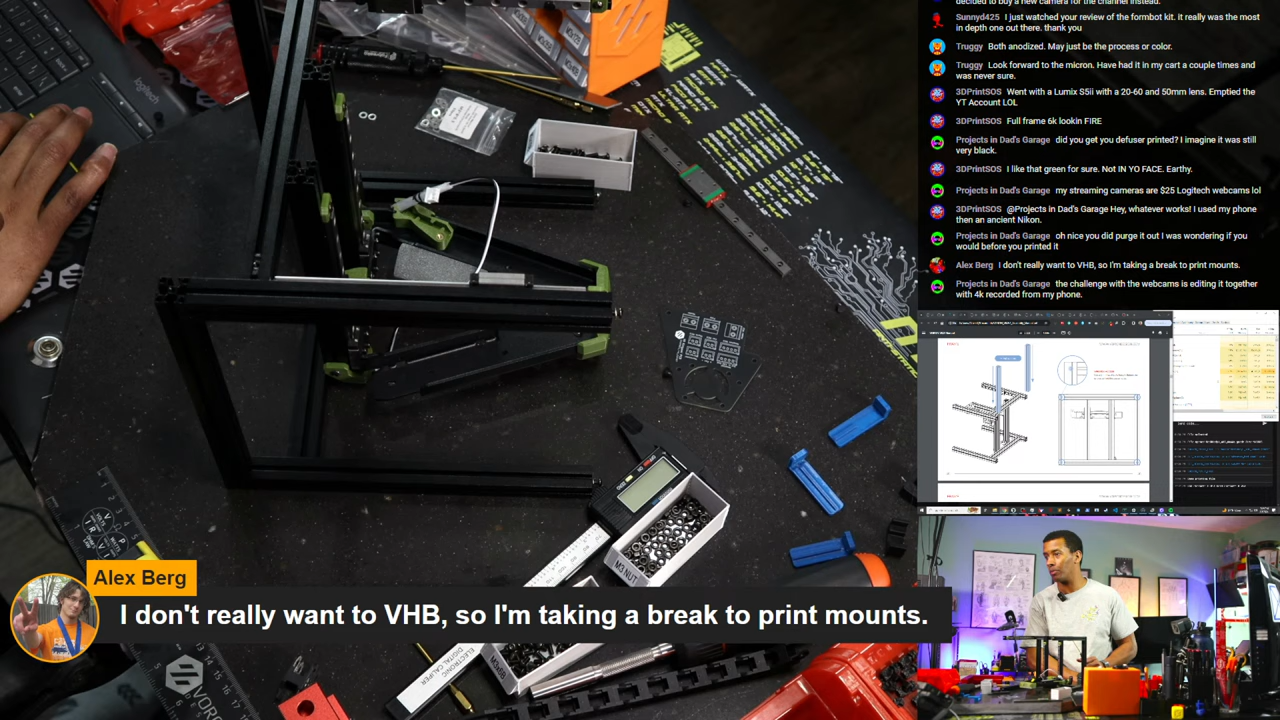 decided to buy a new camera for the channel instead.
Sunnyd425 I just watched your review of the formbot kit. it really was the most
in depth one out there. thank you
Truggy Both anodized. May just be the process or color.
Truggy Look forward to the micron. Have had it in my cart a couple times and
was never sure.
3DPrintSOS Went with a Lumix S5ii with a 20-60 and 50mm lens. Emptied the
YT Account LOL
3DPrintSOS Full frame 6k lookin FIRE
Projects in Dad's Garage did you get you defuser printed? I imagine it was still
very black.
3DPrintSOS I like that green for sure. Not IN YO FACE. Earthy.
Projects in Dad's Garage my streaming cameras are $25 Logitech webcams lol
3DPrintSOS @Projects in Dad's Garage Hey, whatever works! I used my phone
then an ancient Nikon.
Projects in Dad's Garage oh nice you did purge it out I was wondering if you
would before you printed it
Alex Berg I don't really want to VHB, so I'm taking a break to print mounts.
Projects in Dad's Garage the challenge with the webcams is editing it together
with 4k recorded from my phone.
logitech
M3 NUT
ELECTRONIC
DIGITAL CALIPER
Alex Berg
I don't really want to VHB, so I'm taking a break to print mounts.